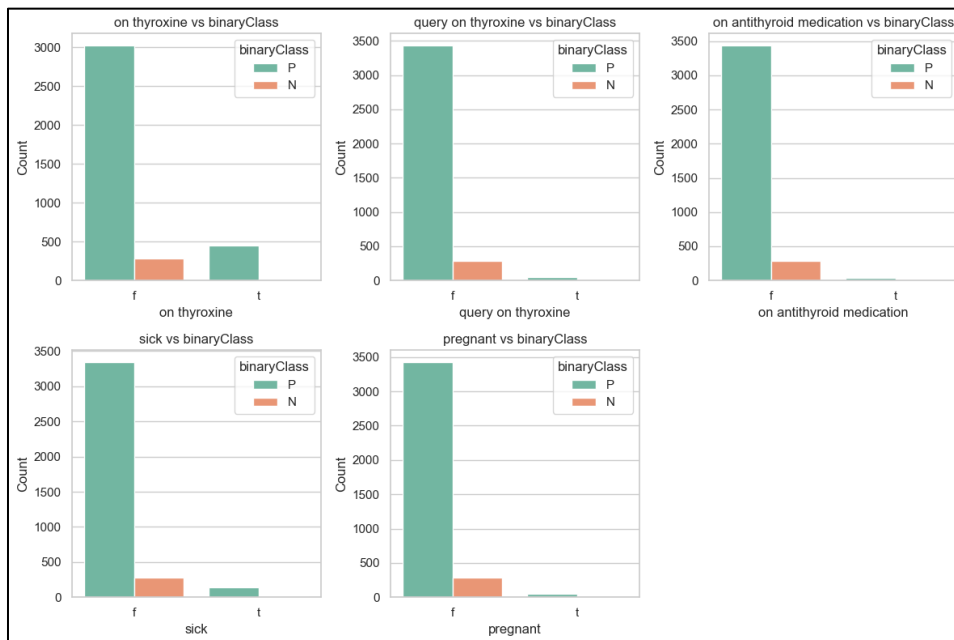 on thyroxine vs binaryClass
3000
2500
2000
1500
1000
500
0
Count
binaryClass
P
N
f
t
on thyroxine
query on thyroxine vs binaryClass
3500
3000
2500
2000
1500
1000
500
0
Count
binaryClass
P
N
f
t
query on thyroxine
on antithyroid medication vs binaryClass
3500
3000
2500
2000
1500
1000
500
0
Count
binaryClass
P
N
f
t
on antithyroid medication
sick vs binaryClass
3500
3000
2500
2000
1500
1000
500
0
Count
binaryClass
P
N
f
t
sick
pregnant vs binaryClass
3500
3000
2500
2000
1500
1000
500
0
Count
binaryClass
P
N
f
t
pregnant